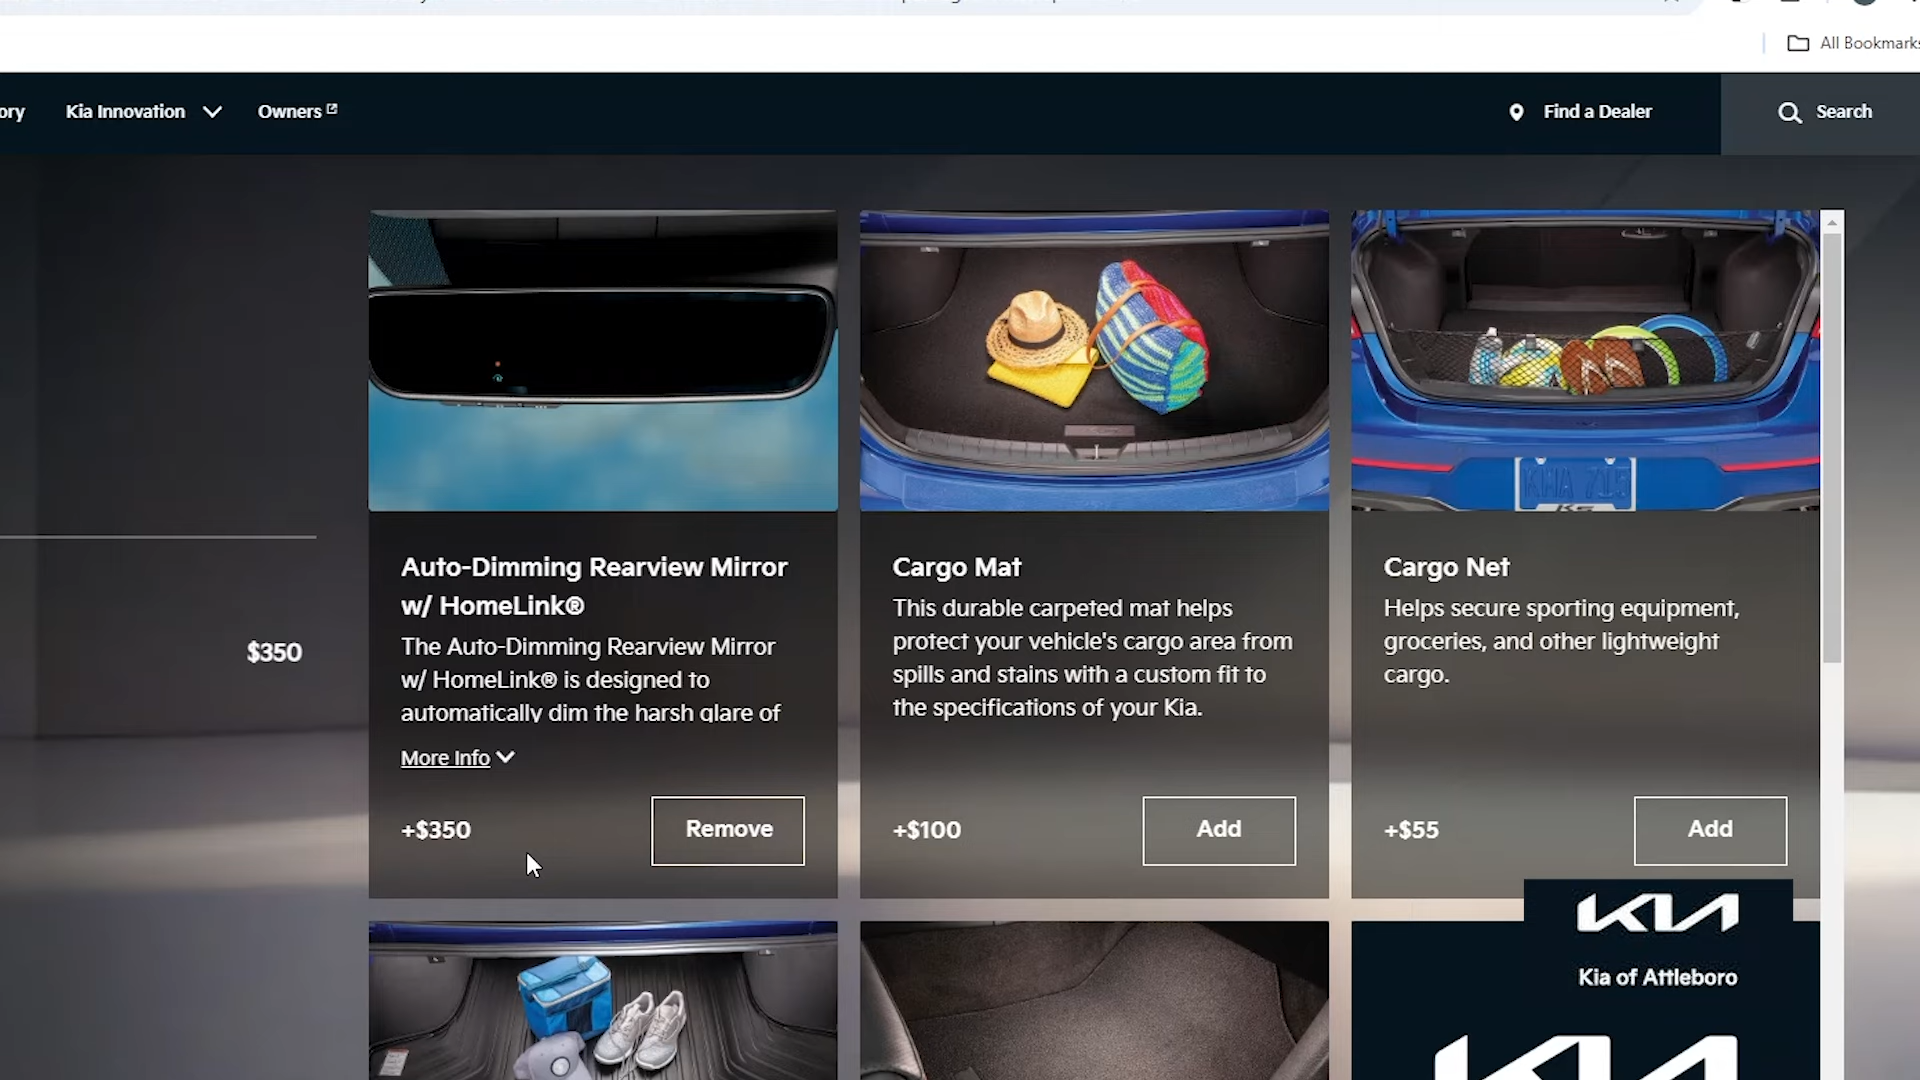 All Bookmarks
ory
Kia Innovation
Owners
Find a Dealer
Search
$350
Auto-Dimming Rearview Mirror
w/ HomeLink®
The Auto-Dimming Rearview Mirror
w/ HomeLink® is designed to
automatically dim the harsh glare of
More Info
+$350
Remove
Cargo Mat
This durable carpeted mat helps
protect your vehicle's cargo area from
spills and stains with a custom fit to
the specifications of your Kia.
+$100
Add
Cargo Net
Helps secure sporting equipment,
groceries, and other lightweight
cargo.
+$55
Add
KIA
Kia of Attleboro
KIA